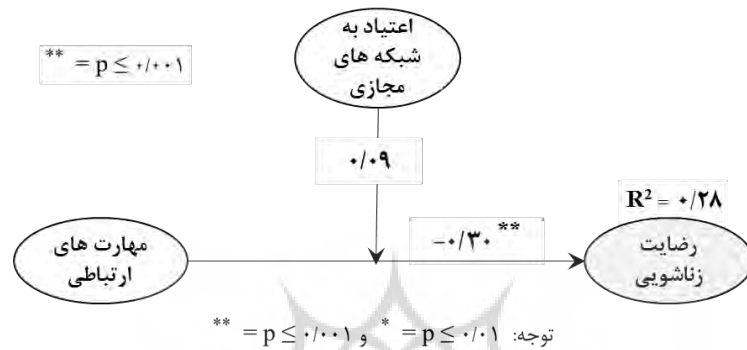 اعتیاد به
شبکه های
مجازی
** = p ≤ ۰/۰۰۱
۰/۰۹
R² = ۰/۲۸
-۰/۳۰ **
مهارت های
ارتباطی
رضایت
زناشویی
توجه: * = p ≤ ۰/۰۱ و ** = p ≤ ۰/۰۰۱